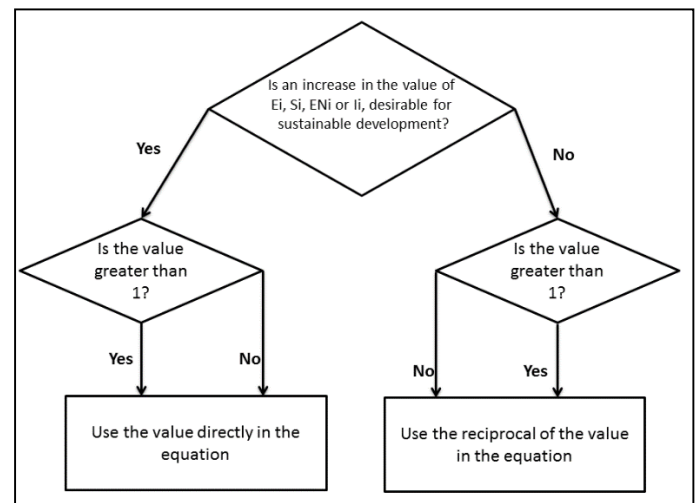 Is an increase in the value of
Ei, Si, ENi or Ii, desirable for
sustainable development?
Yes
No
Is the value
greater than
1?
Is the value
greater than
1?
Yes
No
No
Yes
Use the value directly in the
equation
Use the reciprocal of the value
in the equation